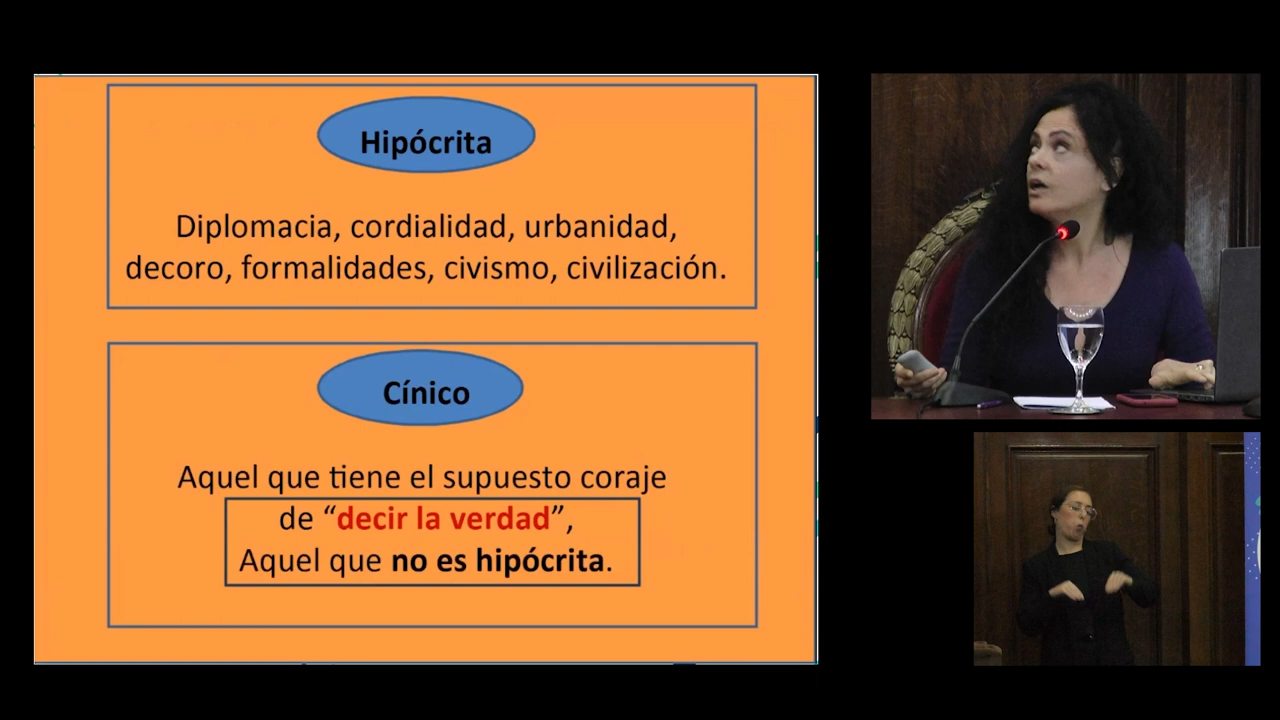 Hipócrita
Diplomacia, cordialidad, urbanidad,
decoro, formalidades, civismo, civilización.
Cínico
Aquel que tiene el supuesto coraje
de “decir la verdad”,
Aquel que no es hipócrita.